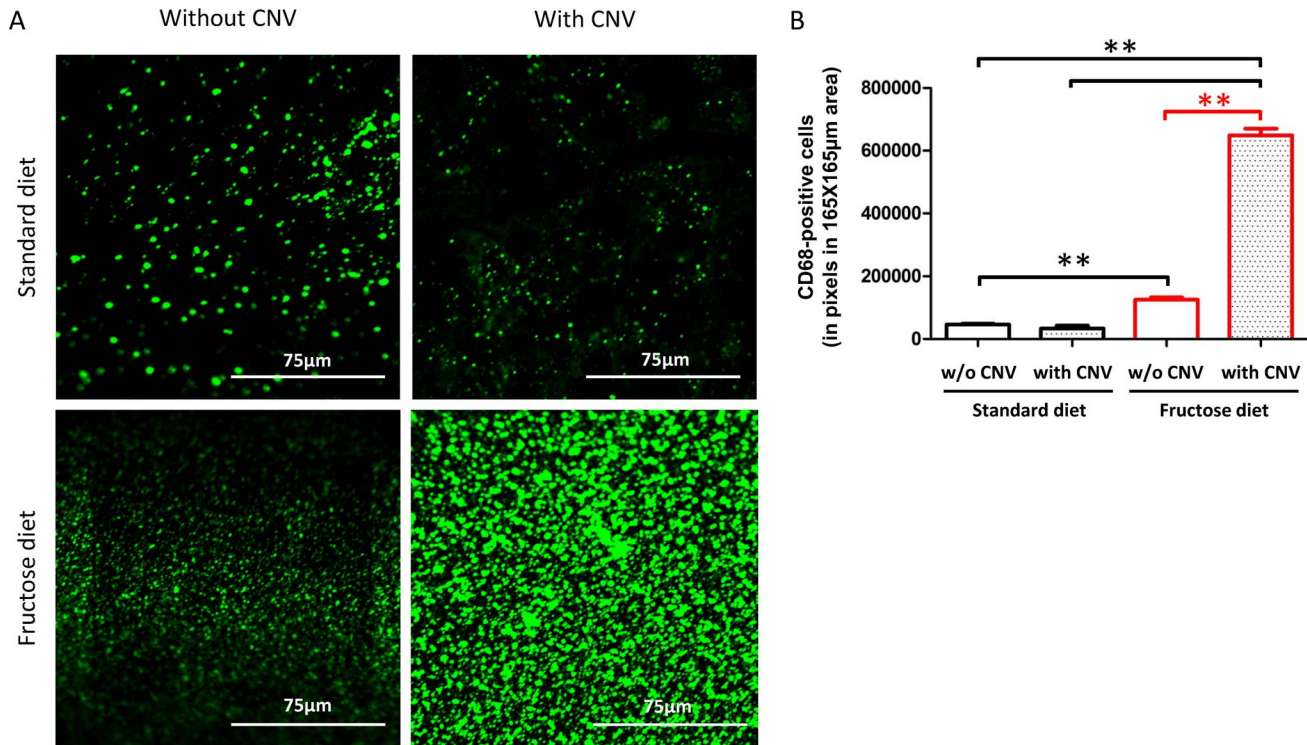 A
Without CNV
With CNV
Standard diet
75µm
75µm
Fructose diet
75µm
75µm
B
CD68-positive cells
(in pixels in 165X165µm area)
800000
600000
400000
200000
0
**
**
**
w/o CNV with CNV w/o CNV with CNV
Standard diet Fructose diet